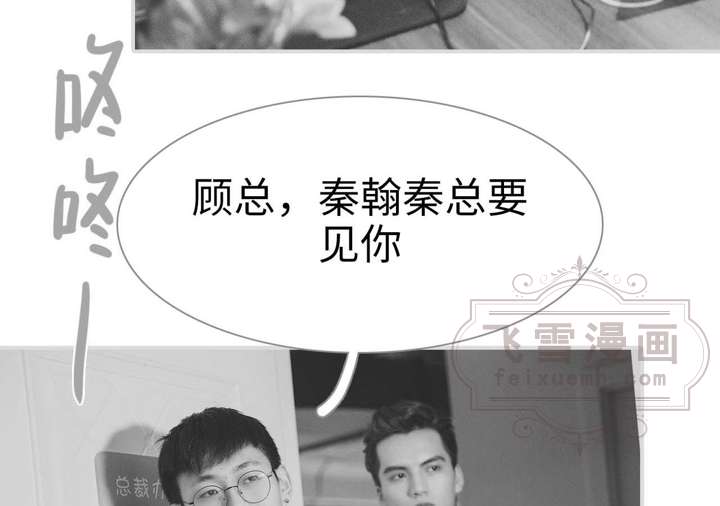 咚
咚
顾总，秦翰秦总要
见你
飞雪漫画
feixuemh.com
总裁办